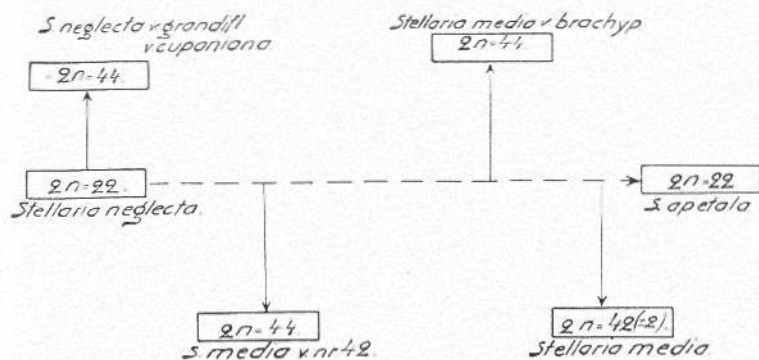 S. neglecta v grandifl
v cupaniana
2n=44.
Stellaria media v brachyp.
2n=44.
2n=22.
Stellaria neglecta.
2n=22
S. apetala.
2n=44.
S. media v. nr 42.
2n=42(=2).
Stellaria media